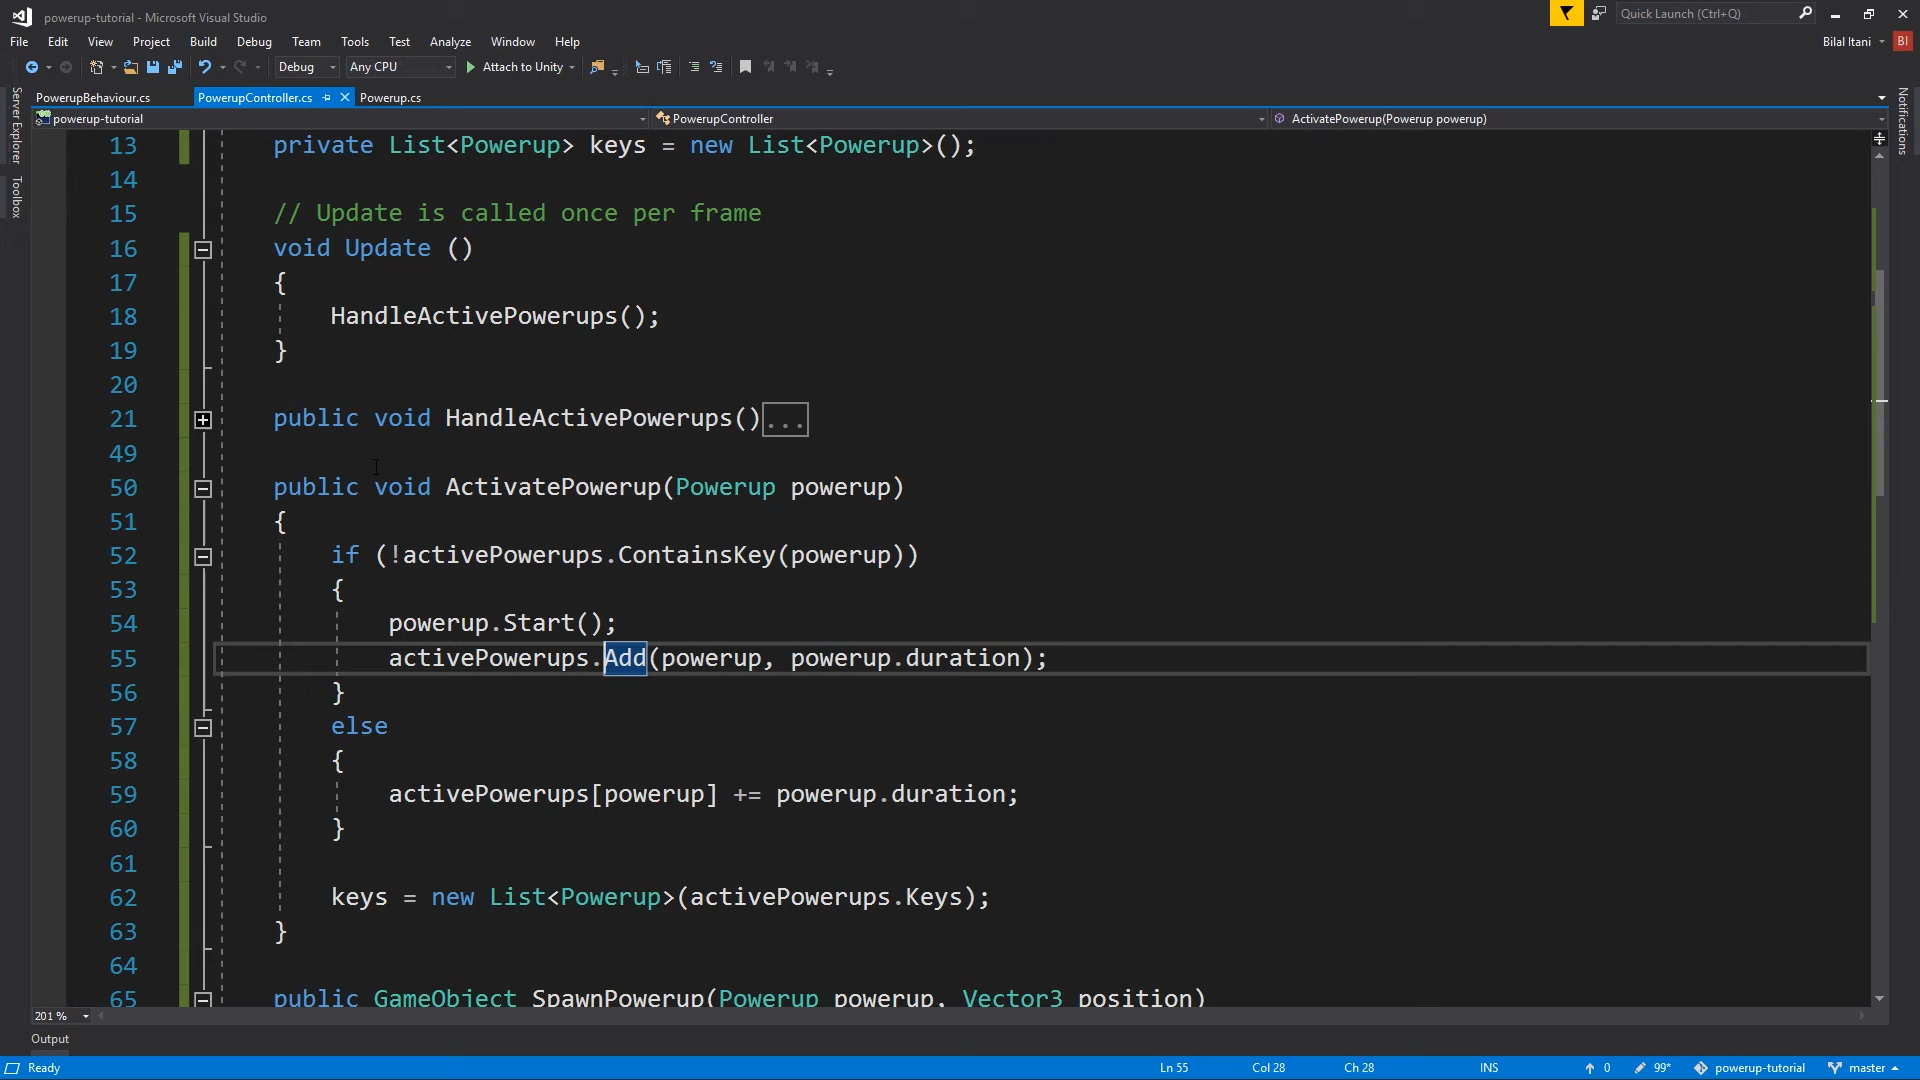 powerup-tutorial - Microsoft Visual Studio
Quick Launch (Ctrl+Q)
File Edit View Project Build Debug Team Tools Test Analyze Window Help
Bilal Itani BI
Debug Any CPU Attach to Unity
PowerupBehaviour.cs PowerupController.cs Powerup.cs
powerup-tutorial PowerupController ActivatePowerup(Powerup powerup)
Server Explorer
Toolbox
Notifications
13 private List<Powerup> keys = new List<Powerup>();
14
15 // Update is called once per frame
16 void Update ()
17 {
18 HandleActivePowerups();
19 }
20
21 public void HandleActivePowerups()...
49
50 public void ActivatePowerup(Powerup powerup)
51 {
52 if (!activePowerups.ContainsKey(powerup))
53 {
54 powerup.Start();
55 activePowerups.Add(powerup, powerup.duration);
56 }
57 else
58 {
59 activePowerups[powerup] += powerup.duration;
60 }
61
62 keys = new List<Powerup>(activePowerups.Keys);
63 }
64
65 public GameObject SpawnPowerup(Powerup powerup, Vector3 position)
201 %
Output
Ready Ln 55 Col 28 Ch 28 INS 0 99* powerup-tutorial master